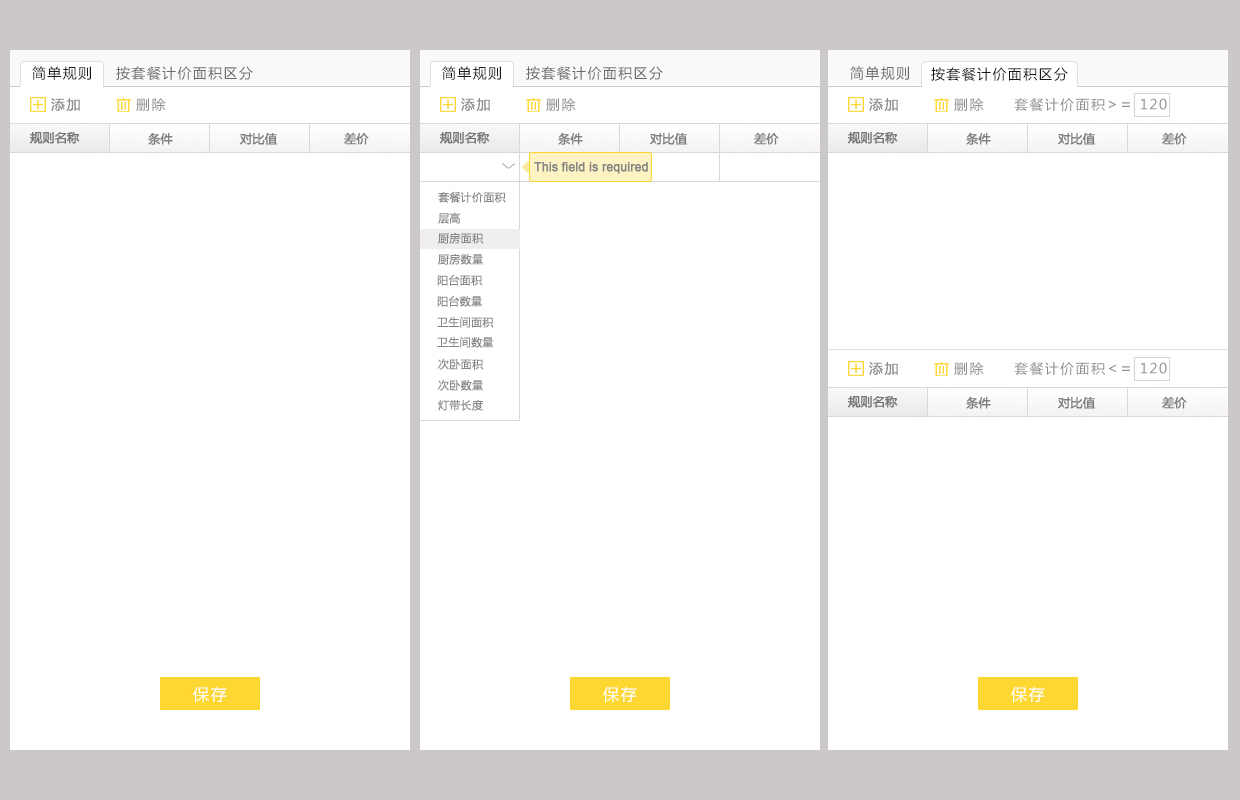 简单规则 按套餐计价面积区分
添加 删除
规则名称 条件 对比值 差价
保存
简单规则 按套餐计价面积区分
添加 删除
规则名称 条件 对比值 差价
This field is required
套餐计价面积
层高
厨房面积
厨房数量
阳台面积
阳台数量
卫生间面积
卫生间数量
次卧面积
次卧数量
灯带长度
保存
简单规则 按套餐计价面积区分
添加 删除 套餐计价面积> = 120
规则名称 条件 对比值 差价
添加 删除 套餐计价面积< = 120
规则名称 条件 对比值 差价
保存